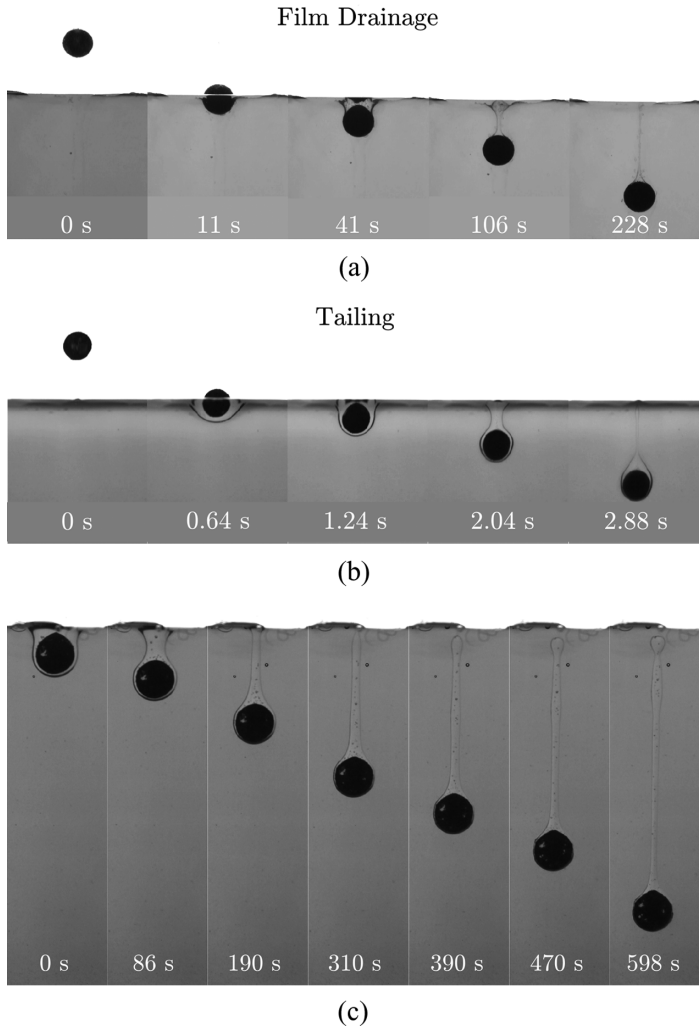 Film Drainage
0 s 11 s 41 s 106 s 228 s
(a)
Tailing
0 s 0.64 s 1.24 s 2.04 s 2.88 s
(b)
0 s 86 s 190 s 310 s 390 s 470 s 598 s
(c)